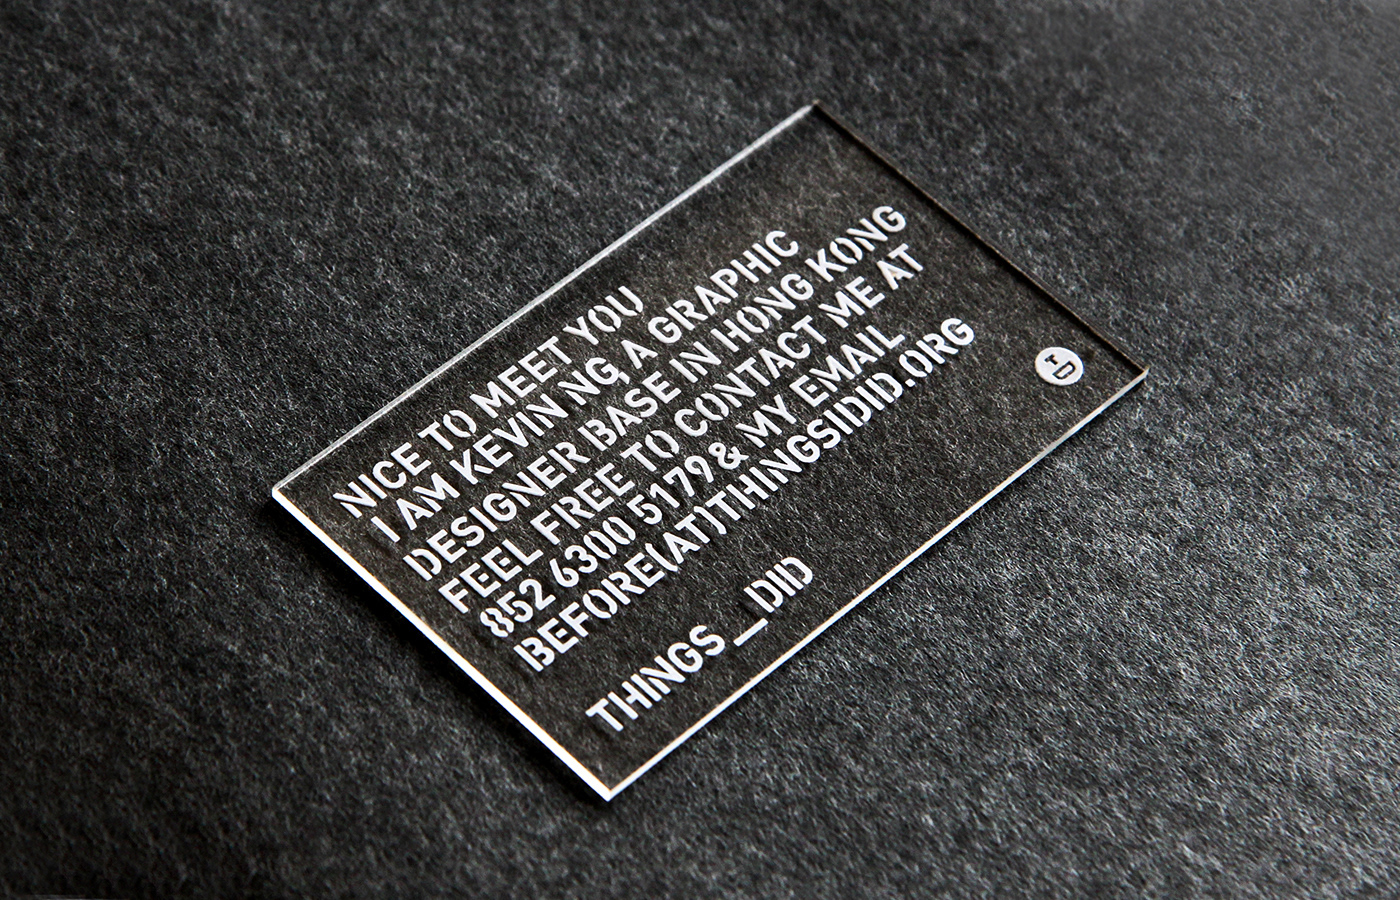 NICE TO MEET YOU
I AM KEVIN NG, A GRAPHIC
DESIGNER BASE IN HONG KONG
FEEL FREE TO CONTACT ME AT
852 6300 5179 & MY EMAIL
BEFORE(AT)THINGSIDID.ORG
THINGS_DID
T
D